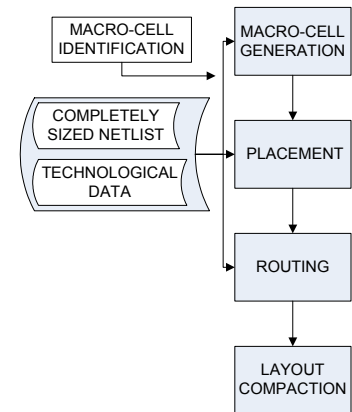 MACRO-CELL
IDENTIFICATION
MACRO-CELL
GENERATION
COMPLETELY
SIZED NETLIST
TECHNOLOGICAL
DATA
PLACEMENT
ROUTING
LAYOUT
COMPACTION